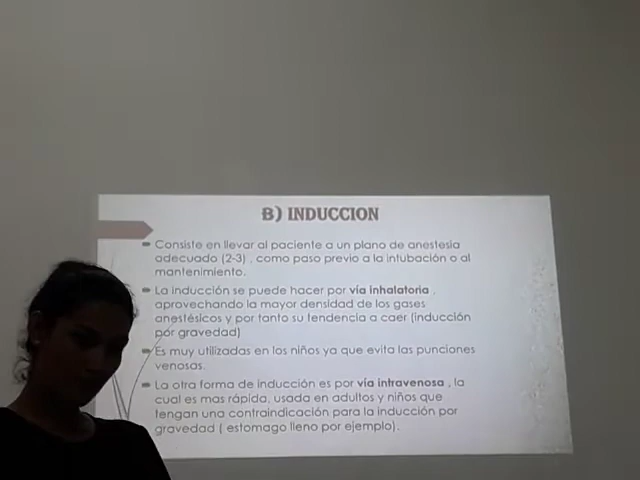 B) INDUCCION
Consiste en llevar al paciente a un plano de anestesia
adecuado (2-3) , como paso previo a la intubación o al
mantenimiento.
La inducción se puede hacer por vía inhalatoria ,
aprovechando la mayor densidad de los gases
anestésicos y por tanto su tendencia a caer (inducción
por gravedad)
Es muy utilizadas en los niños ya que evita las punciones
venosas.
La otra forma de inducción es por vía intravenosa , la
cual es mas rápida, usada en adultos y niños que
tengan una contraindicación para la inducción por
gravedad ( estomago lleno por ejemplo).